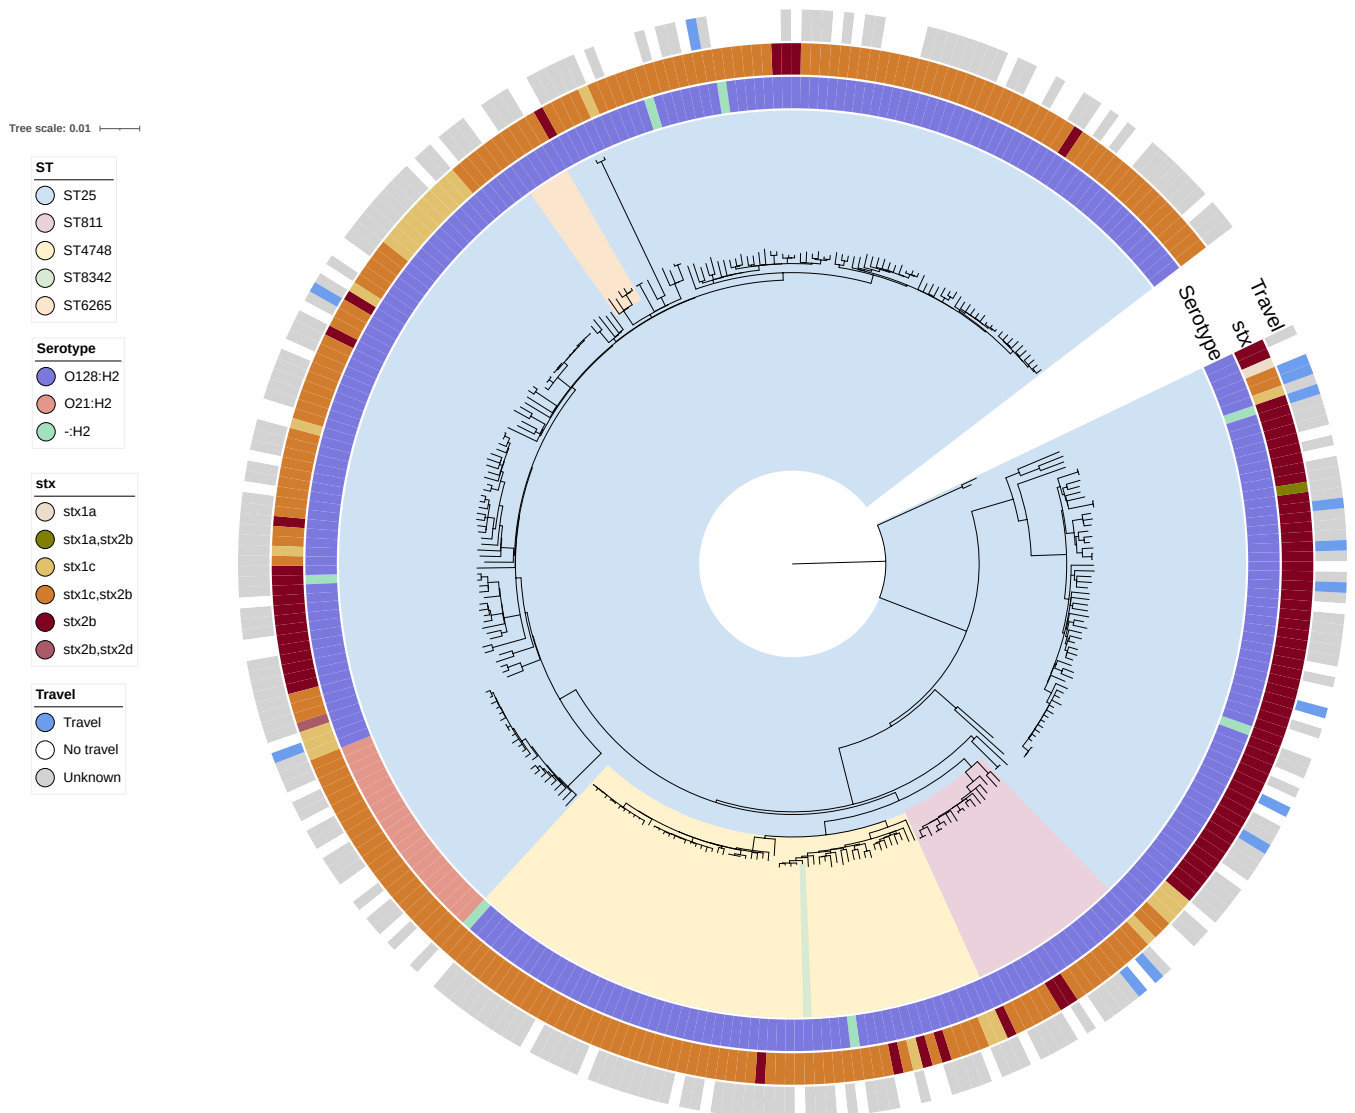 Tree scale: 0.01
ST
ST25
ST811
ST4748
ST8342
ST6265
Serotype
O128:H2
O21:H2
-:H2
stx
stx1a
stx1a,stx2b
stx1c
stx1c,stx2b
stx2b
stx2b,stx2d
Travel
Travel
No travel
Unknown
Serotype
stx
Travel